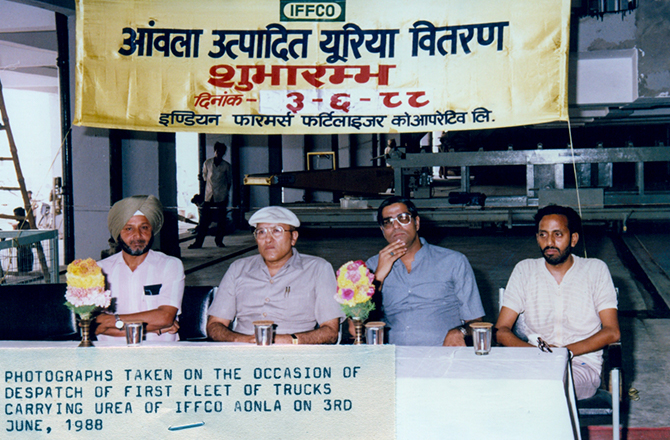 IFFCO
आंवला उत्पादित यूरिया वितरण
शुभारम्भ
दिनांक- ३-६-८८
इण्डियन फारमर्स फर्टिलाइजर कोआपरेटिव लि.
PHOTOGRAPHS TAKEN ON THE OCCASION OF
DESPATCH OF FIRST FLEET OF TRUCKS
CARRYING UREA OF IFFCO AONLA ON 3RD
JUNE, 1988